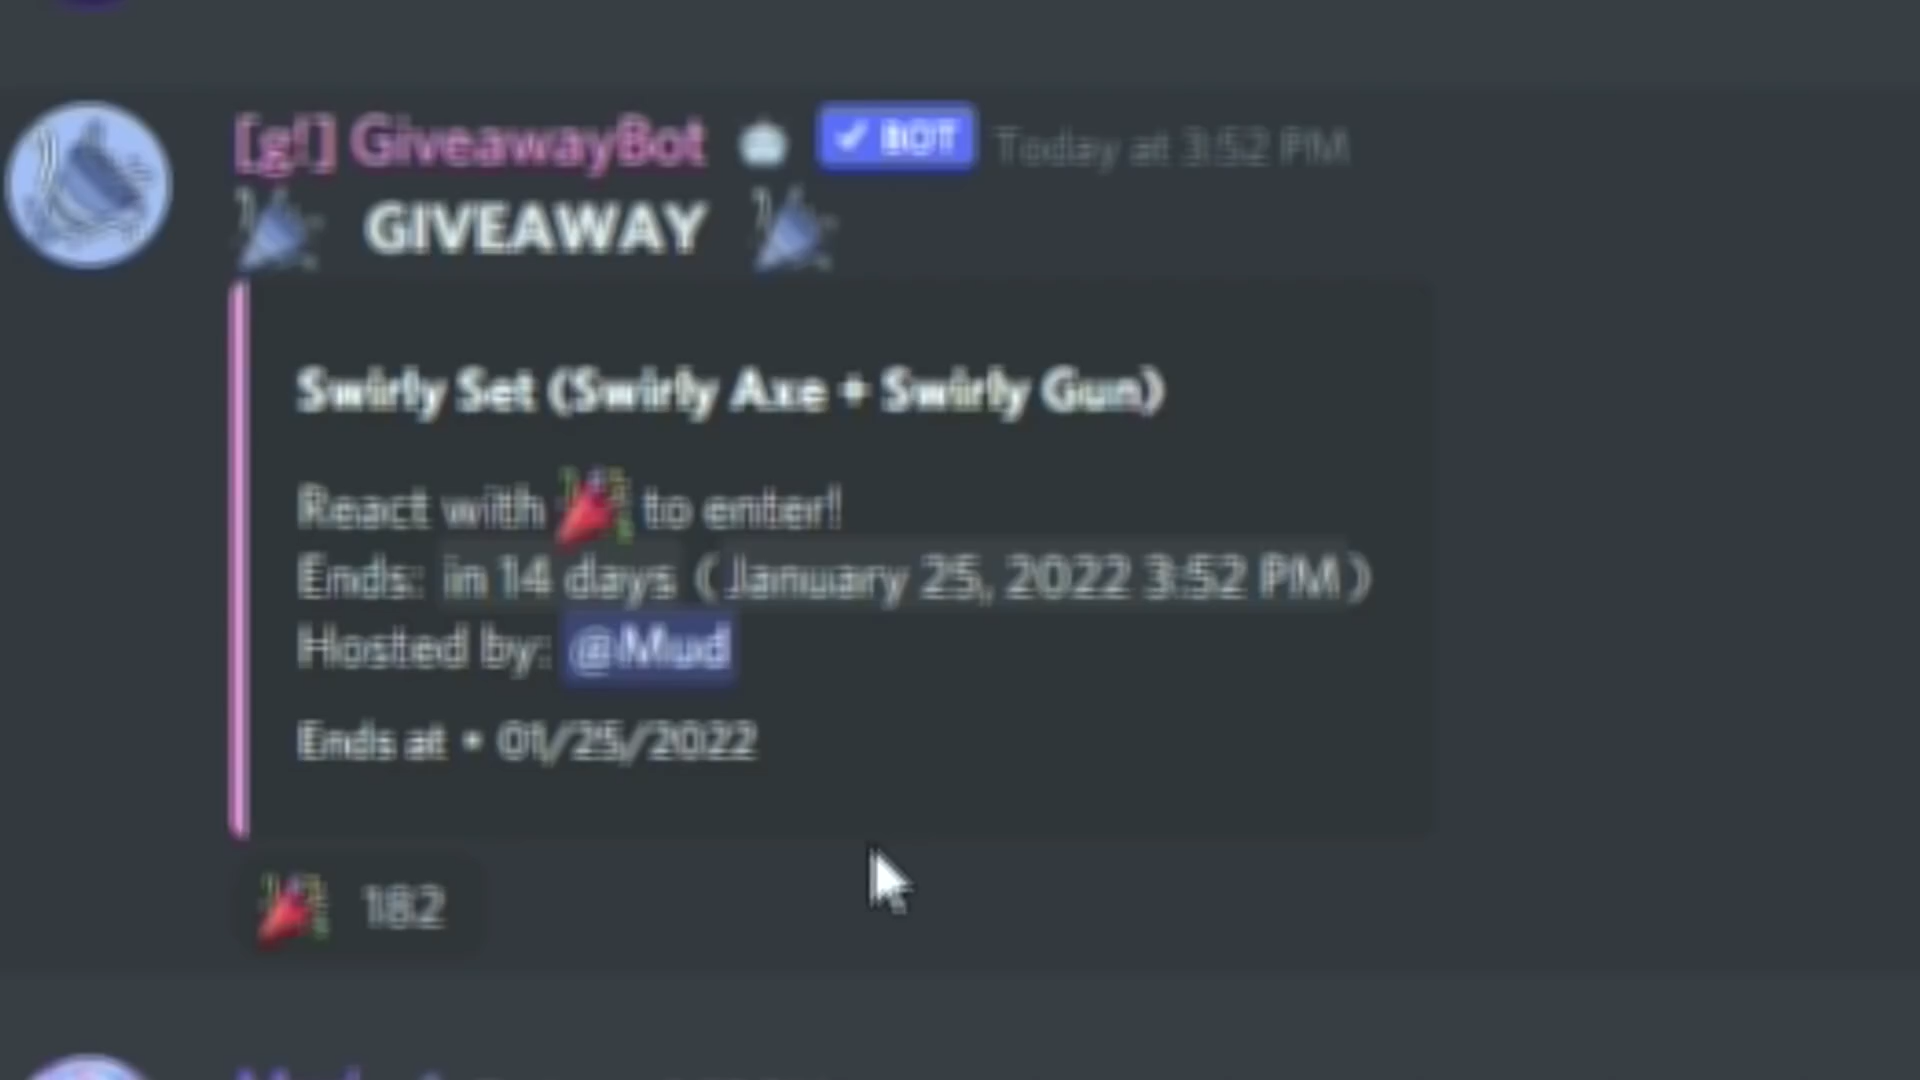 [g!] GiveawayBot ✓ BOT Today at 3:52 PM
GIVEAWAY
Swirly Set (Swirly Axe + Swirly Gun)
React with 🎉 to enter!
Ends: in 14 days (January 25, 2022 3:52 PM)
Hosted by: @Mud
Ends at • 01/25/2022
🎉 182